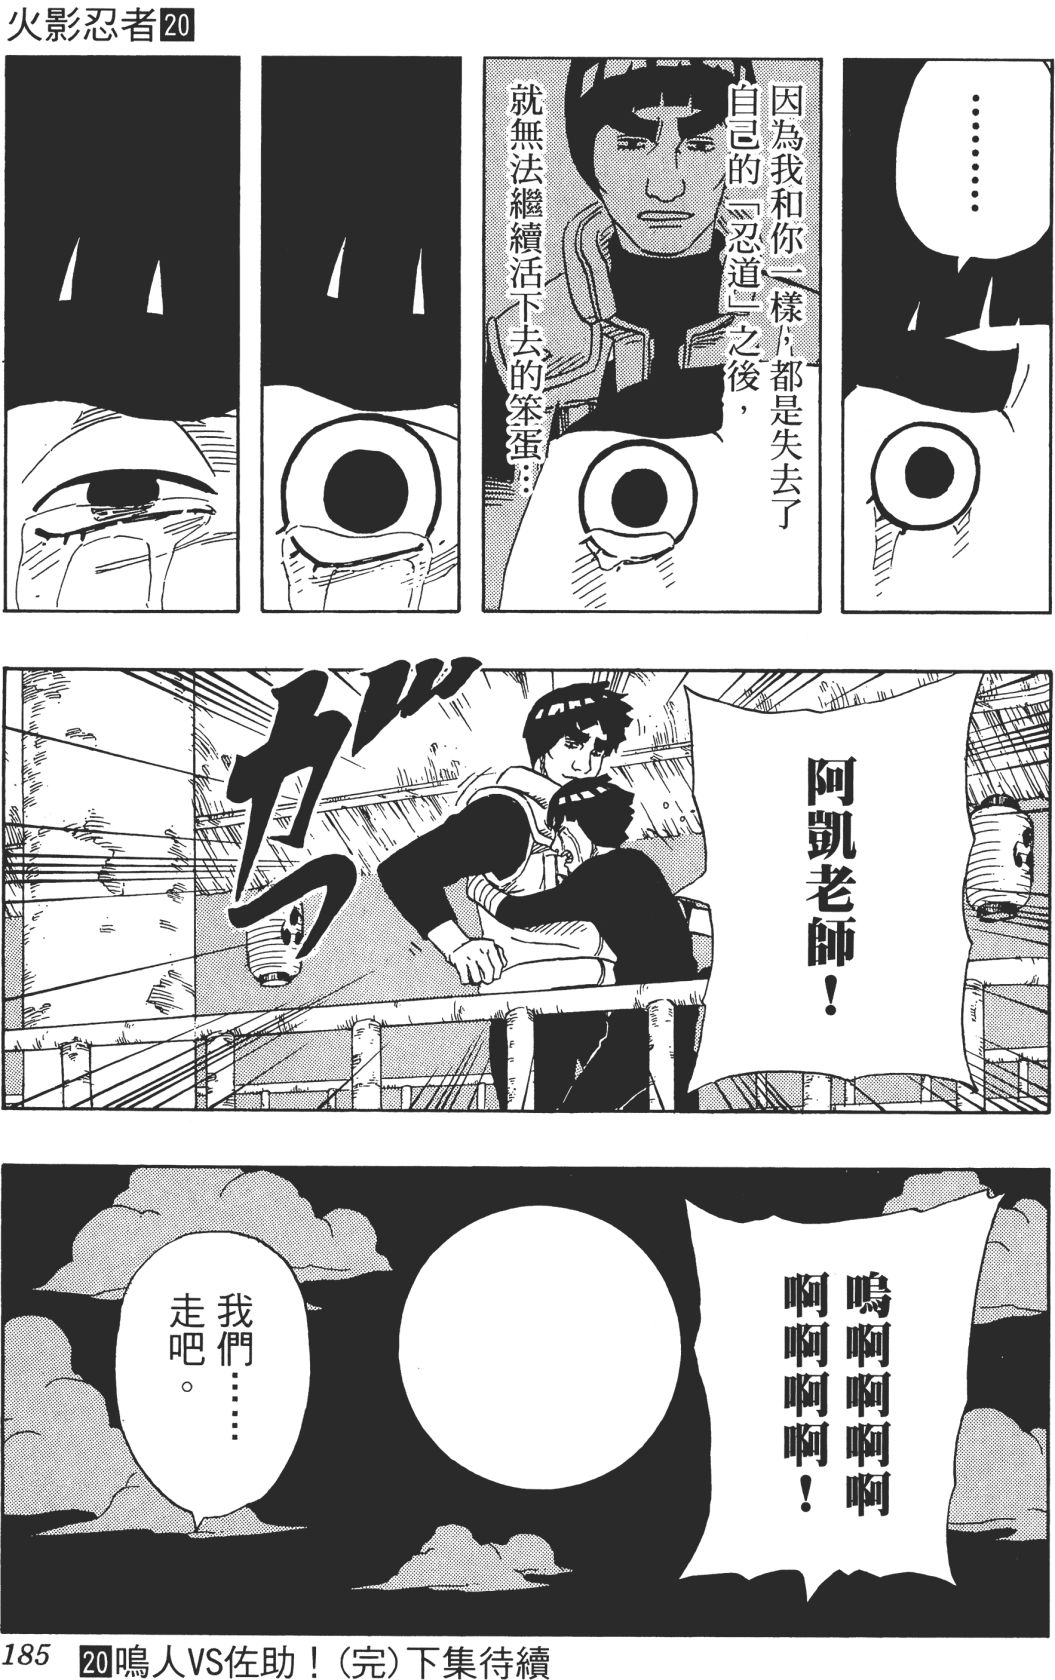 火影忍者20
………
因為我和你一樣，都是失去了
自己的「忍道」之後，
就無法繼續活下去的笨蛋…
ガバッ
阿凱老師！
嗚啊啊啊啊
啊啊啊啊！
我們……
走吧。
185
20鳴人VS佐助！(完)下集待續